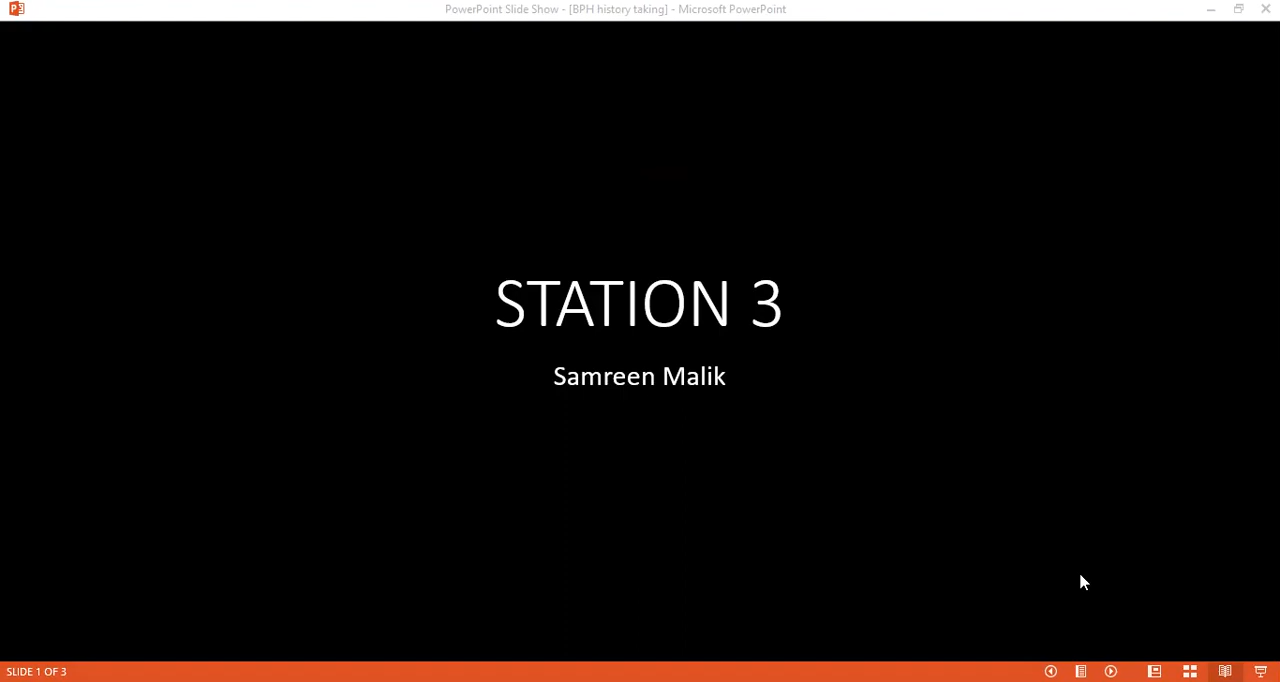 PowerPoint Slide Show - [BPH history taking] - Microsoft PowerPoint
STATION 3
Samreen Malik
SLIDE 1 OF 3